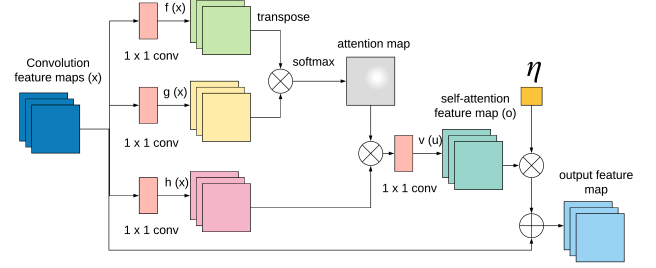 f (x)
transpose
1 x 1 conv
Convolution
feature maps (x)
softmax
attention map
g (x)
1 x 1 conv
η
self-attention
feature map (o)
v (u)
1 x 1 conv
h (x)
1 x 1 conv
output feature
map